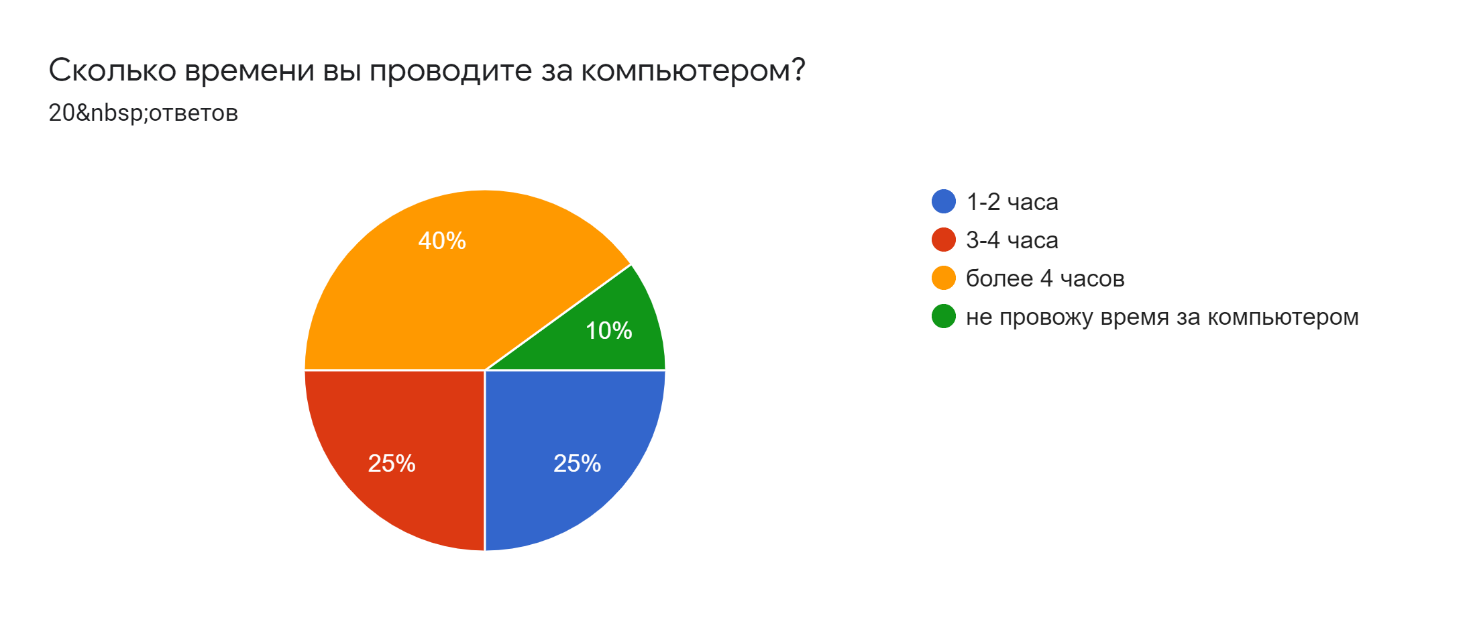 Сколько времени вы проводите за компьютером?
20&nbsp;ответов
40%
10%
25%
25%
1-2 часа
3-4 часа
более 4 часов
не провожу время за компьютером